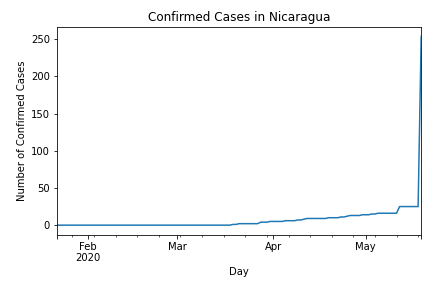 Confirmed Cases in Nicaragua
250
200
150
100
50
0
Number of Confirmed Cases
Feb
2020
Mar
Apr
May
Day